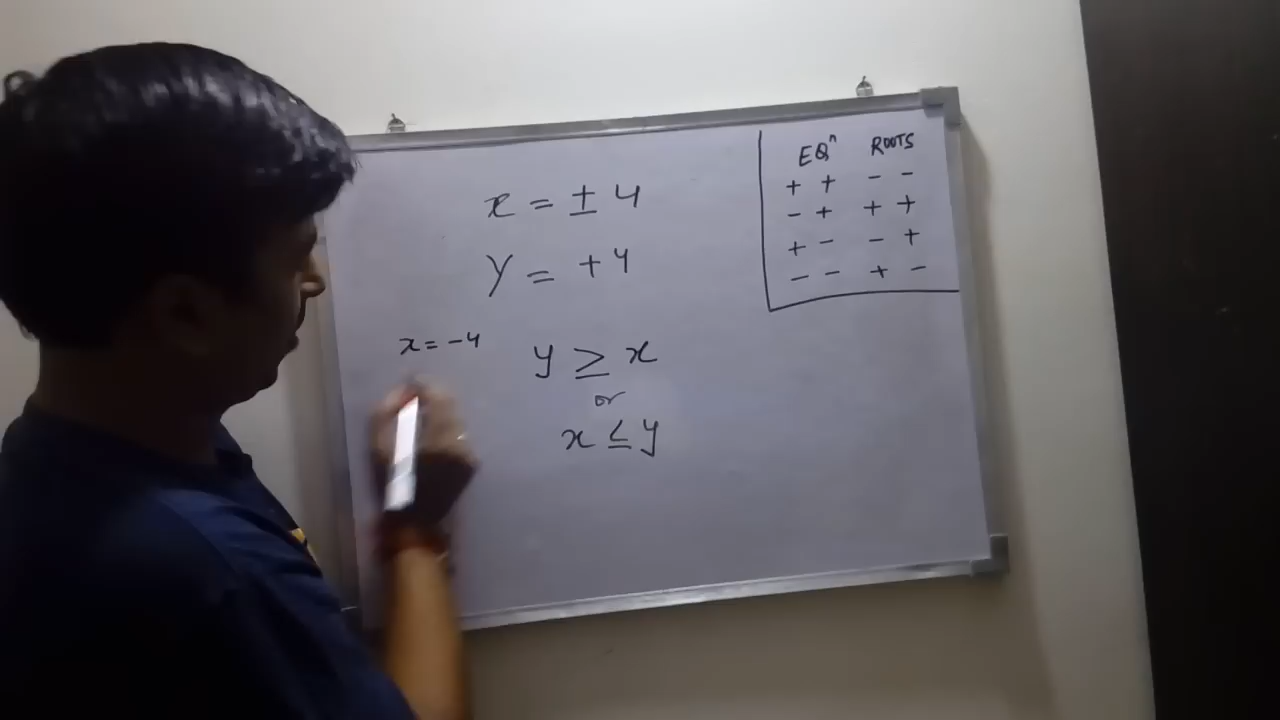 x = ± 4
y = + 4
x = -4
y ≥ x
or
x ≤ y
EQⁿ ROOTS
+ + - -
- + + +
+ - - +
- - + -